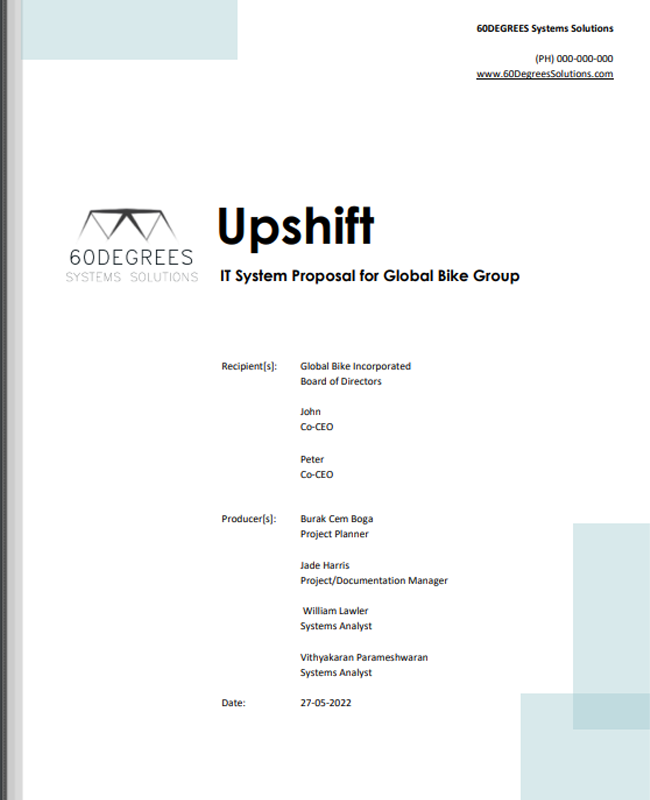 60DEGREES Systems Solutions
(PH) 000-000-000
www.60DegreesSolutions.com
60DEGREES
SYSTEMS SOLUTIONS
Upshift
IT System Proposal for Global Bike Group
Recipient[s]: Global Bike Incorporated
Board of Directors
John
Co-CEO
Peter
Co-CEO
Producer[s]: Burak Cem Boga
Project Planner
Jade Harris
Project/Documentation Manager
William Lawler
Systems Analyst
Vithyakaran Parameshwaran
Systems Analyst
Date: 27-05-2022